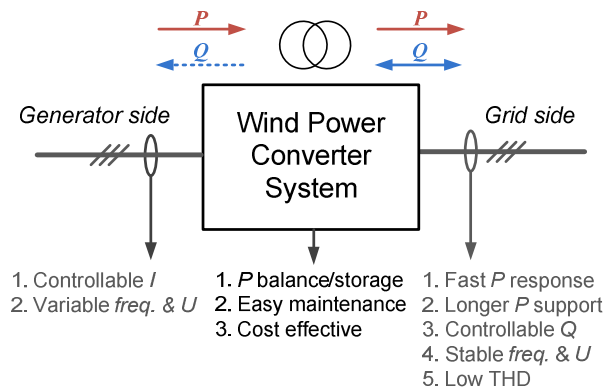 P
P
Q
Q
Generator side
Grid side
Wind Power
Converter
System
1. Controllable I
2. Variable freq. & U
1. P balance/storage
2. Easy maintenance
3. Cost effective
1. Fast P response
2. Longer P support
3. Controllable Q
4. Stable freq. & U
5. Low THD